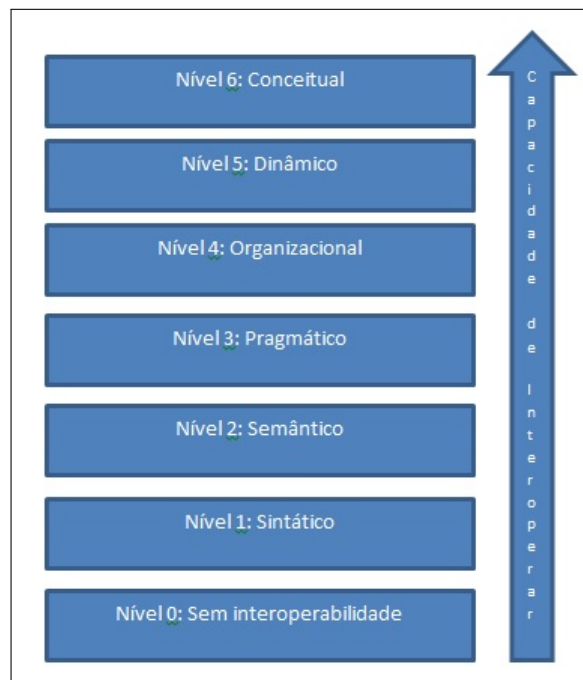 Nível 6: Conceitual
Nível 5: Dinâmico
Nível 4: Organizacional
Nível 3: Pragmático
Nível 2: Semântico
Nível 1: Sintático
Nível 0: Sem interoperabilidade
Capacidade de Interoperar